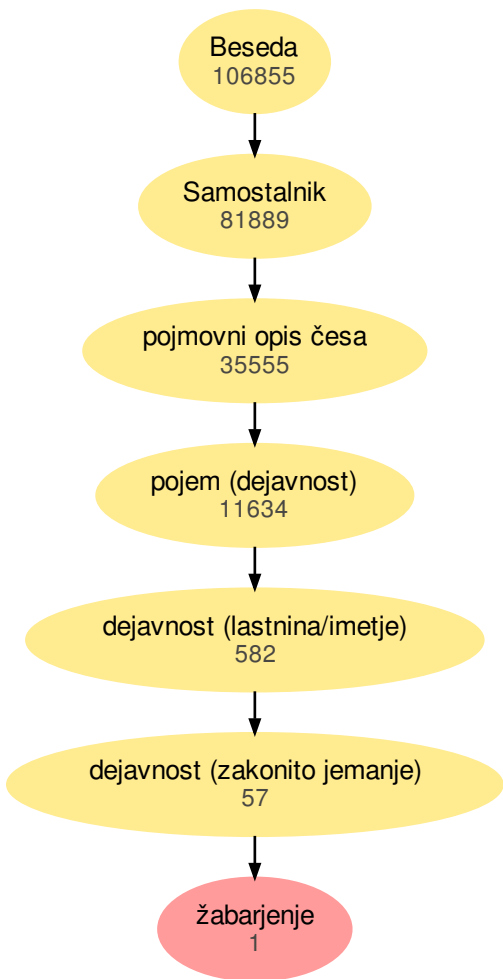 Beseda
106855
Samostalnik
81889
pojmovni opis česa
35555
pojem (dejavnost)
11634
dejavnost (lastnina/imetje)
582
dejavnost (zakonito jemanje)
57
žabarjenje
1